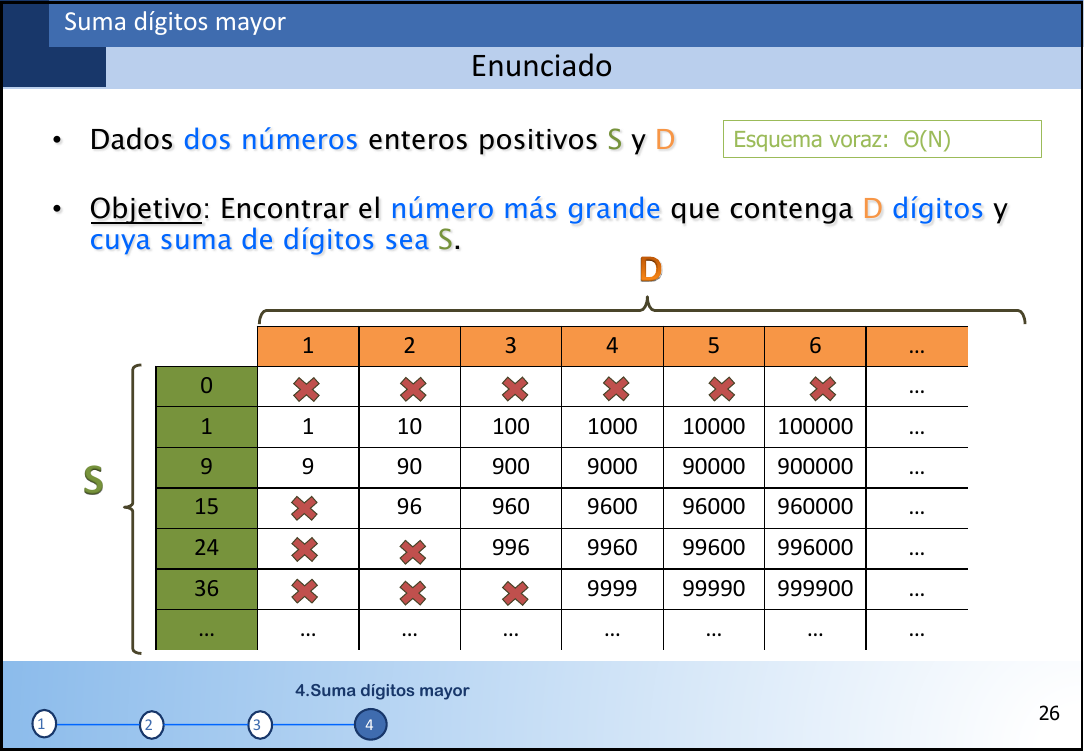 Suma dígitos mayor
Enunciado
• Dados dos números enteros positivos S y D
Esquema voraz: Θ(N)
• Objetivo: Encontrar el número más grande que contenga D dígitos y
cuya suma de dígitos sea S.
D
1 2 3 4 5 6 ...
0 ...
1 1 10 100 1000 10000 100000 ...
S
9 9 90 900 9000 90000 900000 ...
15 96 960 9600 96000 960000 ...
24 996 9960 99600 996000 ...
36 9999 99990 999900 ...
... ... ... ... ... ... ... ...
4.Suma dígitos mayor
1 2 3 4
26